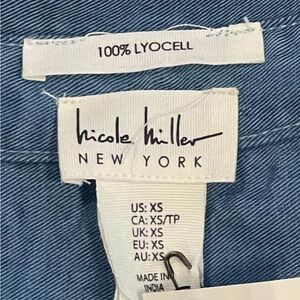 100% LYOCELL
nicole miller
NEW YORK
US: XS
CA: XS/TP
UK: XS
EU: XS
AU: XS
MADE IN
INDIA